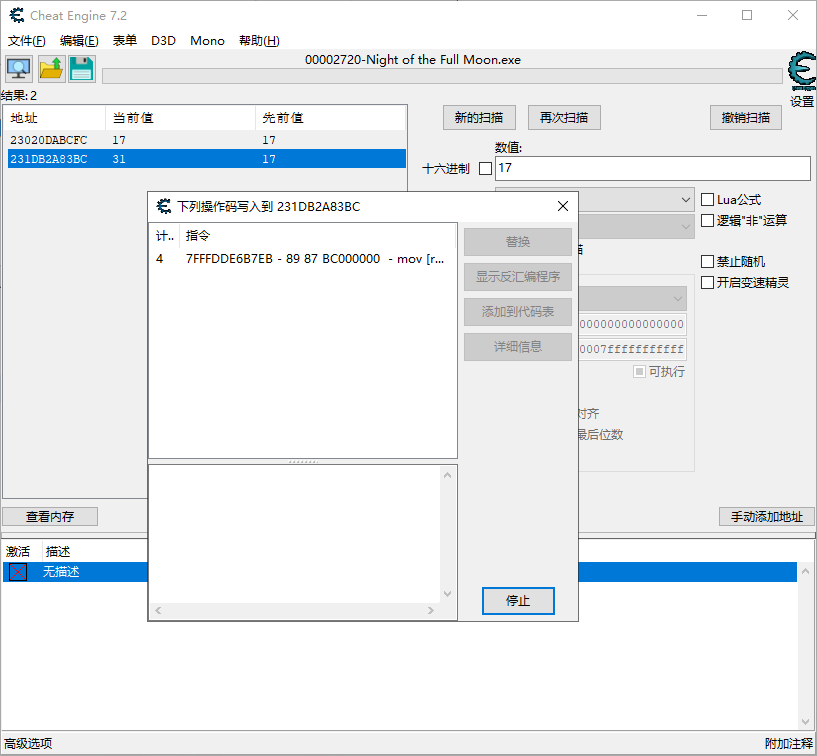 Cheat Engine 7.2
文件(F) 编辑(E) 表单 D3D Mono 帮助(H)
00002720-Night of the Full Moon.exe
设置
结果: 2
地址 当前值 先前值
23020DABCFC 17 17
231DB2A83BC 31 17
新的扫描 再次扫描 撤销扫描
数值:
十六进制 17
Lua公式
逻辑"非"运算
禁止随机
开启变速精灵
000000000000000
0007fffffffffff
可执行
对齐
最后位数
下列操作码写入到 231DB2A83BC
计.. 指令
4 7FFFDDE6B7EB - 89 87 BC000000 - mov [r...
替换
显示反汇编程序
添加到代码表
详细信息
停止
查看内存 手动添加地址
激活 描述
无描述
高级选项 附加注释